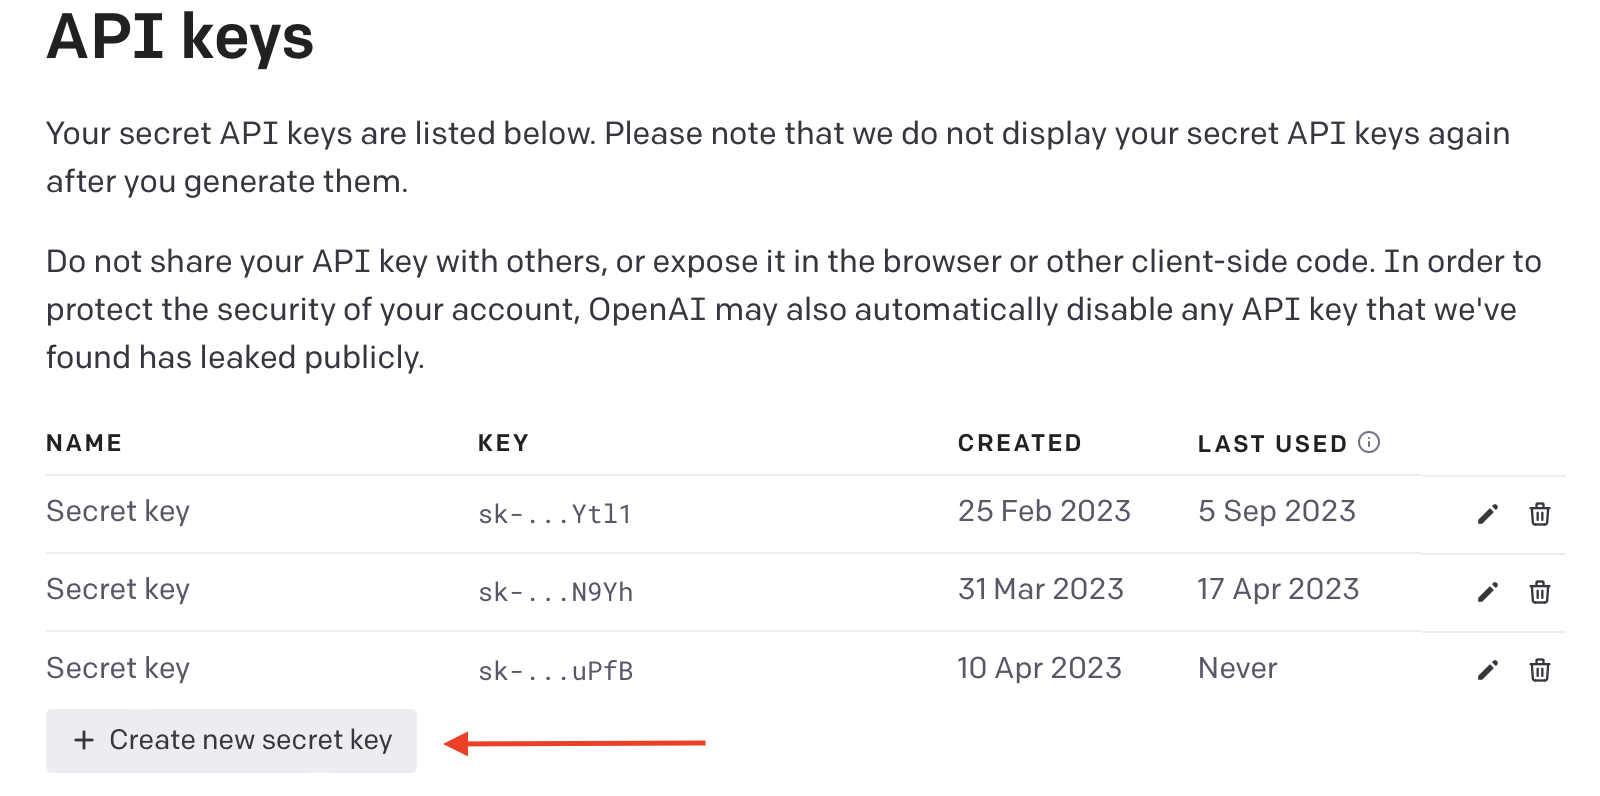 API keys
Your secret API keys are listed below. Please note that we do not display your secret API keys again
after you generate them.
Do not share your API key with others, or expose it in the browser or other client-side code. In order to
protect the security of your account, OpenAI may also automatically disable any API key that we've
found has leaked publicly.
NAME KEY CREATED LAST USED
Secret key sk-...Ytl1 25 Feb 2023 5 Sep 2023
Secret key sk-...N9Yh 31 Mar 2023 17 Apr 2023
Secret key sk-...uPfB 10 Apr 2023 Never
+ Create new secret key